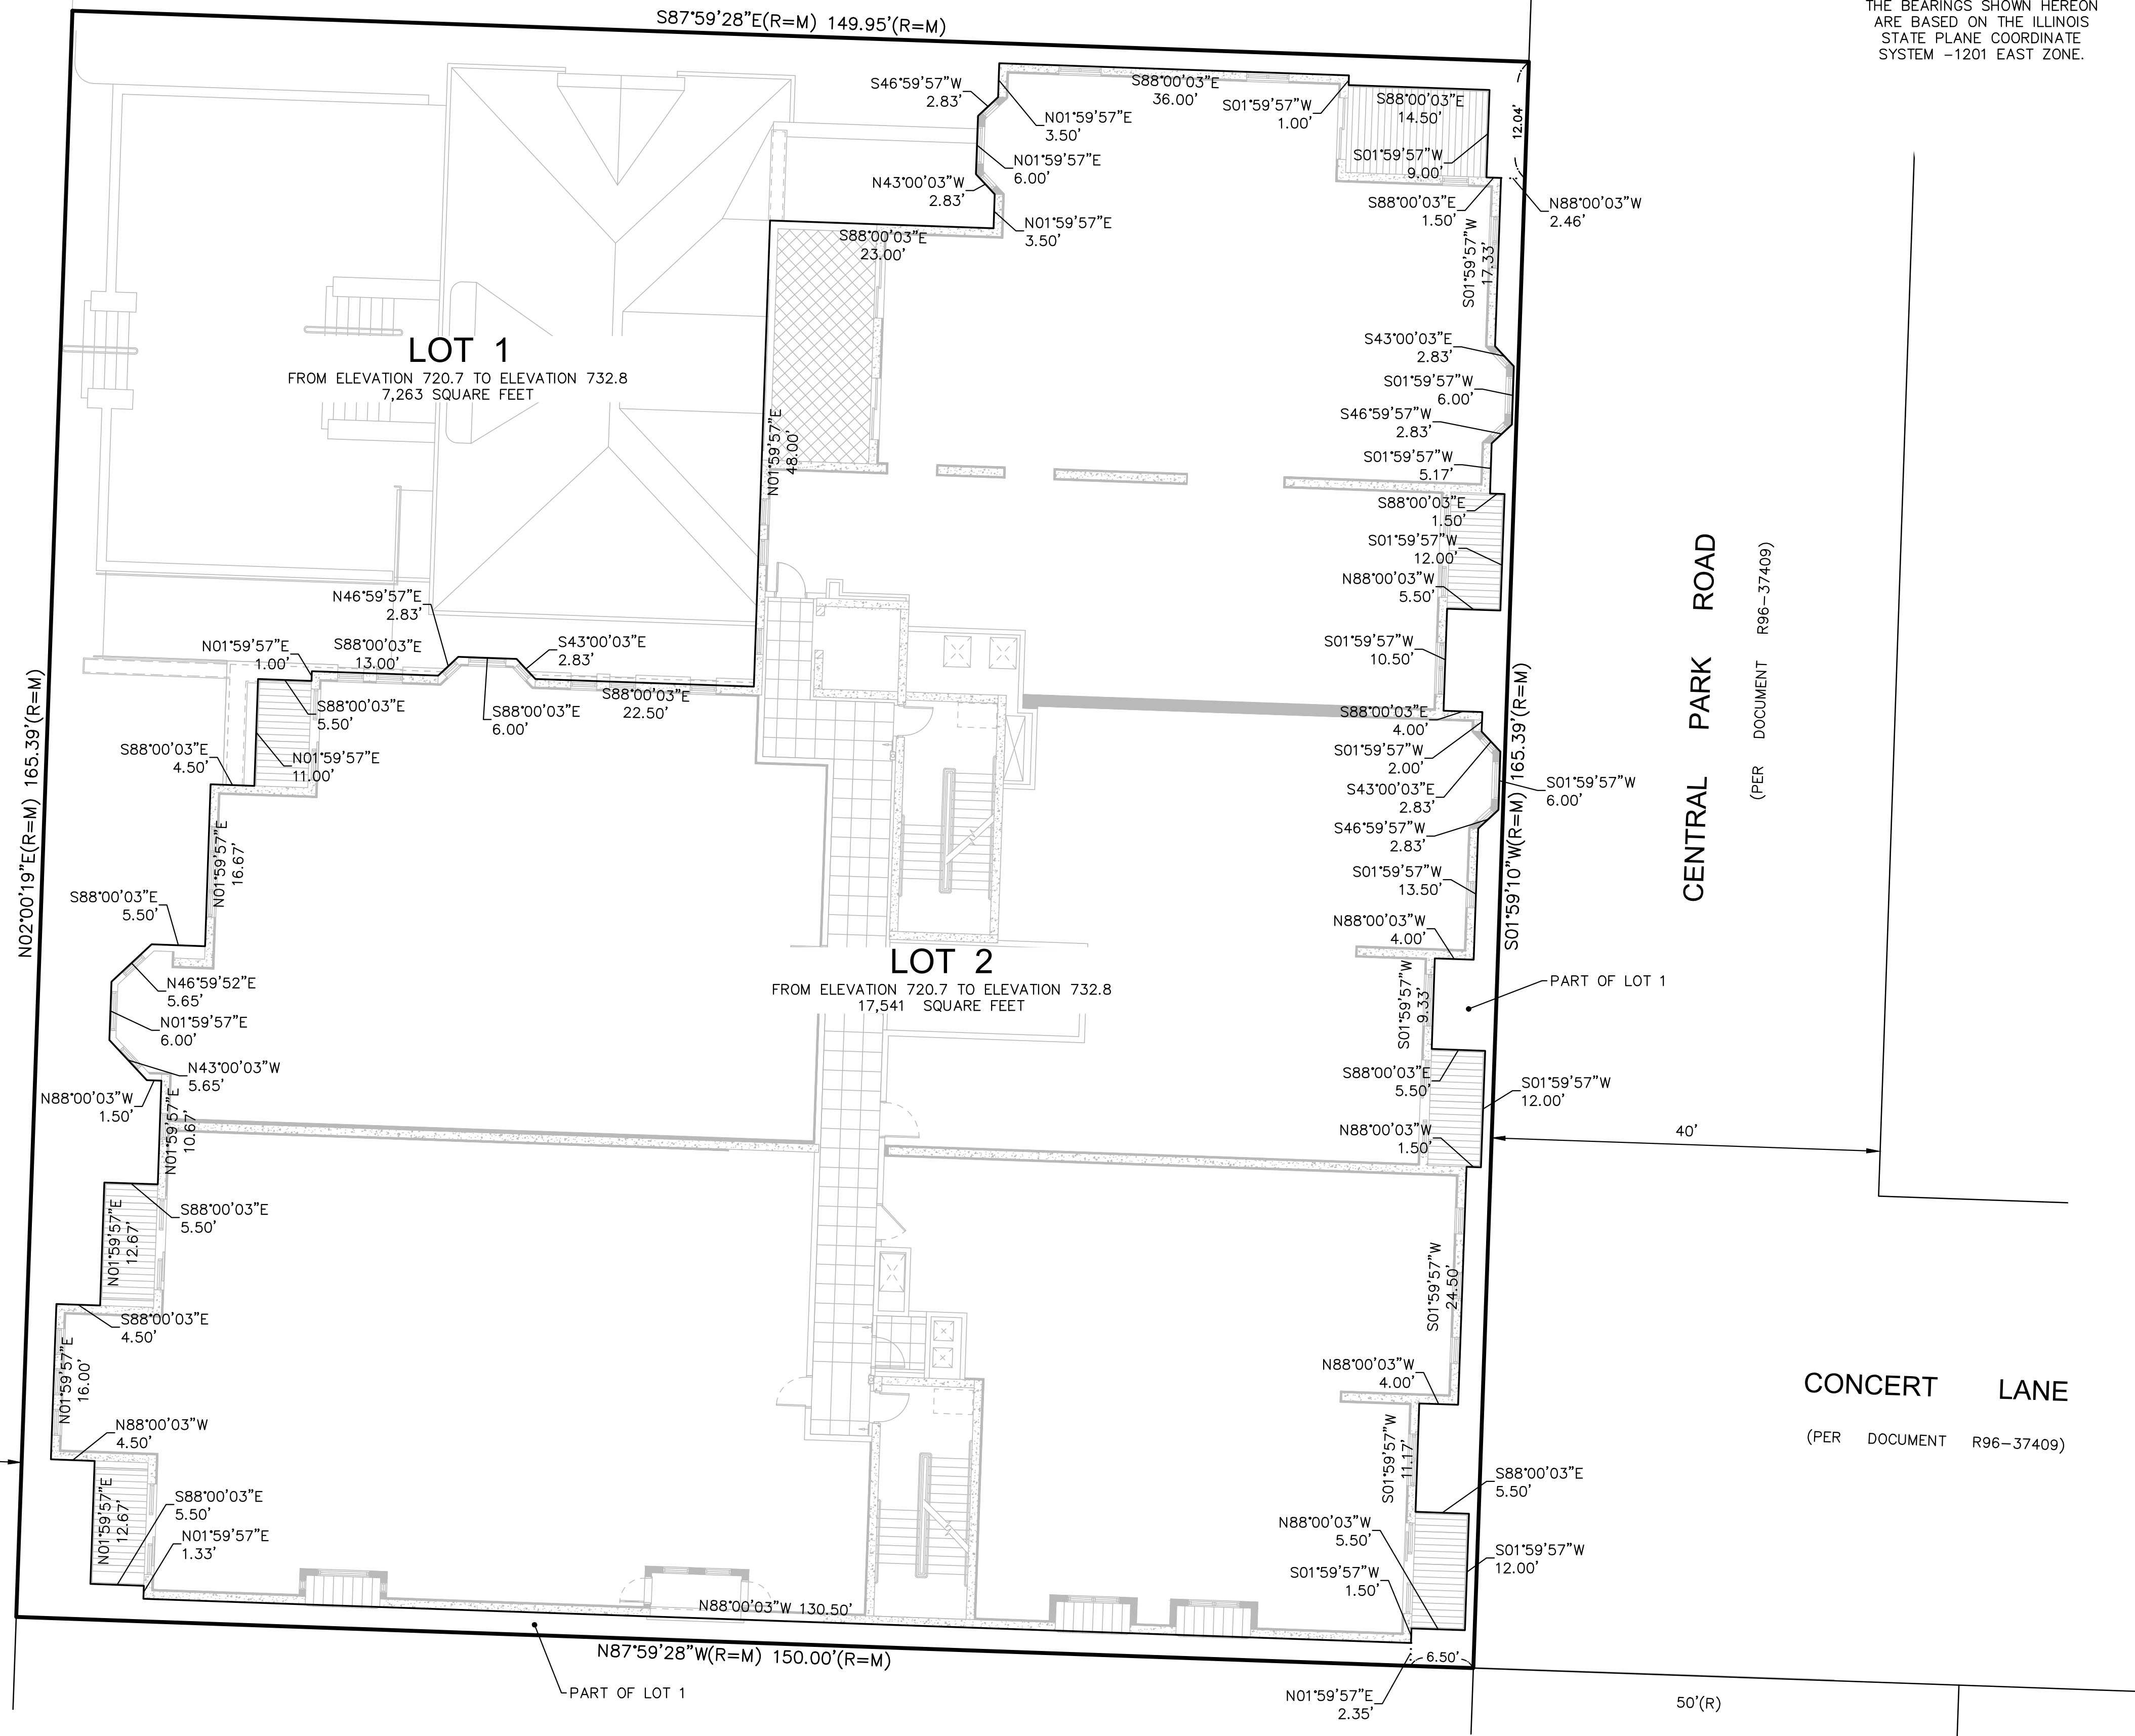 S87°59'28"E(R=M) 149.95'(R=M)
THE BEARINGS SHOWN HEREON
ARE BASED ON THE ILLINOIS
STATE PLANE COORDINATE
SYSTEM -1201 EAST ZONE.
S46°59'57"W
2.83'
S88°00'03"E
36.00'
S01°59'57"W
1.00'
S88°00'03"E
14.50'
12.04'
N01°59'57"E
3.50'
N01°59'57"E
6.00'
S01°59'57"W
9.00'
N43°00'03"W
2.83'
S88°00'03"E
1.50'
N88°00'03"W
2.46'
N01°59'57"E
3.50'
S88°00'03"E
23.00'
S01°59'57"W
17.33'
LOT 1
FROM ELEVATION 720.7 TO ELEVATION 732.8
7,263 SQUARE FEET
S43°00'03"E
2.83'
S01°59'57"W
6.00'
S46°59'57"W
2.83'
N01°59'57"E
48.00'
S01°59'57"W
5.17'
S88°00'03"E
1.50'
S01°59'57"W
12.00'
N88°00'03"W
5.50'
CENTRAL PARK ROAD
(PER DOCUMENT R96-37409)
N46°59'57"E
2.83'
N01°59'57"E
1.00'
S88°00'03"E
13.00'
S43°00'03"E
2.83'
S01°59'57"W
10.50'
S88°00'03"E
5.50'
S88°00'03"E
6.00'
S88°00'03"E
22.50'
S88°00'03"E
4.00'
S88°00'03"E
4.50'
N01°59'57"E
11.00'
S01°59'57"W
2.00'
S43°00'03"E
2.83'
S01°59'57"W
6.00'
S46°59'57"W
2.83'
N02°00'19"E(R=M) 165.39'(R=M)
S01°59'10"W(R=M) 165.39'(R=M)
N01°59'57"E
16.67'
S01°59'57"W
13.50'
S88°00'03"E
5.50'
N88°00'03"W
4.00'
LOT 2
FROM ELEVATION 720.7 TO ELEVATION 732.8
17,541 SQUARE FEET
N46°59'52"E
5.65'
PART OF LOT 1
N01°59'57"E
6.00'
S01°59'57"W
9.33'
N43°00'03"W
5.65'
S88°00'03"E
5.50'
S01°59'57"W
12.00'
N88°00'03"W
1.50'
N01°59'57"E
10.67'
N88°00'03"W
1.50'
40'
S88°00'03"E
5.50'
N01°59'57"E
12.67'
S88°00'03"E
4.50'
S01°59'57"W
24.50'
N01°59'57"E
16.00'
N88°00'03"W
4.00'
CONCERT LANE
(PER DOCUMENT R96-37409)
N88°00'03"W
4.50'
S01°59'57"W
11.17'
S88°00'03"E
5.50'
N01°59'57"E
12.67'
S88°00'03"E
5.50'
N01°59'57"E
1.33'
N88°00'03"W
5.50'
S01°59'57"W
12.00'
S01°59'57"W
1.50'
N88°00'03"W 130.50'
N87°59'28"W(R=M) 150.00'(R=M)
6.50'
PART OF LOT 1
N01°59'57"E
2.35'
50'(R)